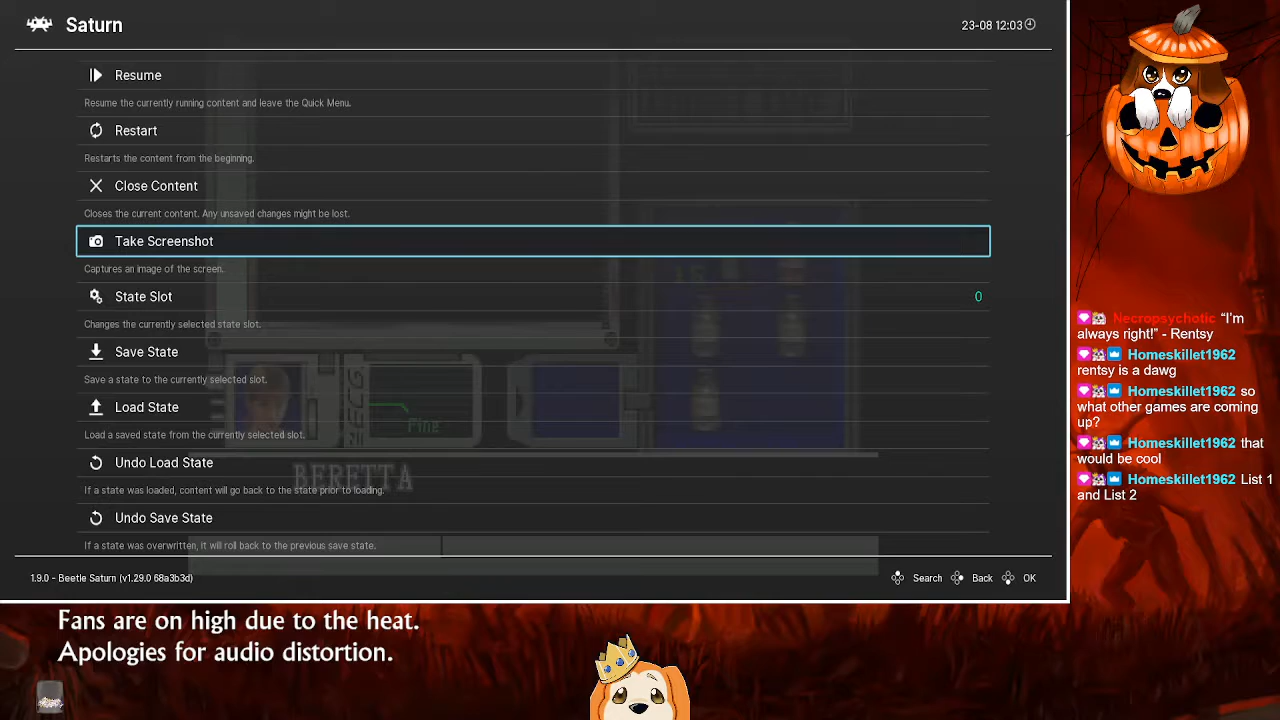 Saturn
23-08 12:03
Resume
Resume the currently running content and leave the Quick Menu.
Restart
Restarts the content from the beginning.
Close Content
Closes the current content. Any unsaved changes might be lost.
Take Screenshot
Captures an image of the screen.
State Slot
0
Changes the currently selected state slot.
Save State
Save a state to the currently selected slot.
Load State
Fine
Load a saved state from the currently selected slot.
Undo Load State
BERETTA
If a state was loaded, content will go back to the state prior to loading.
Undo Save State
If a state was overwritten, it will roll back to the previous save state.
1.9.0 - Beetle Saturn (v1.29.0 68a3b3d)
Search
Back
OK
Necropsychotic “I'm
always right!” - Rentsy
Homeskillet1962
rentsy is a dawg
Homeskillet1962 so
what other games are coming
up?
Homeskillet1962 that
would be cool
Homeskillet1962 List 1
and List 2
Fans are on high due to the heat.
Apologies for audio distortion.